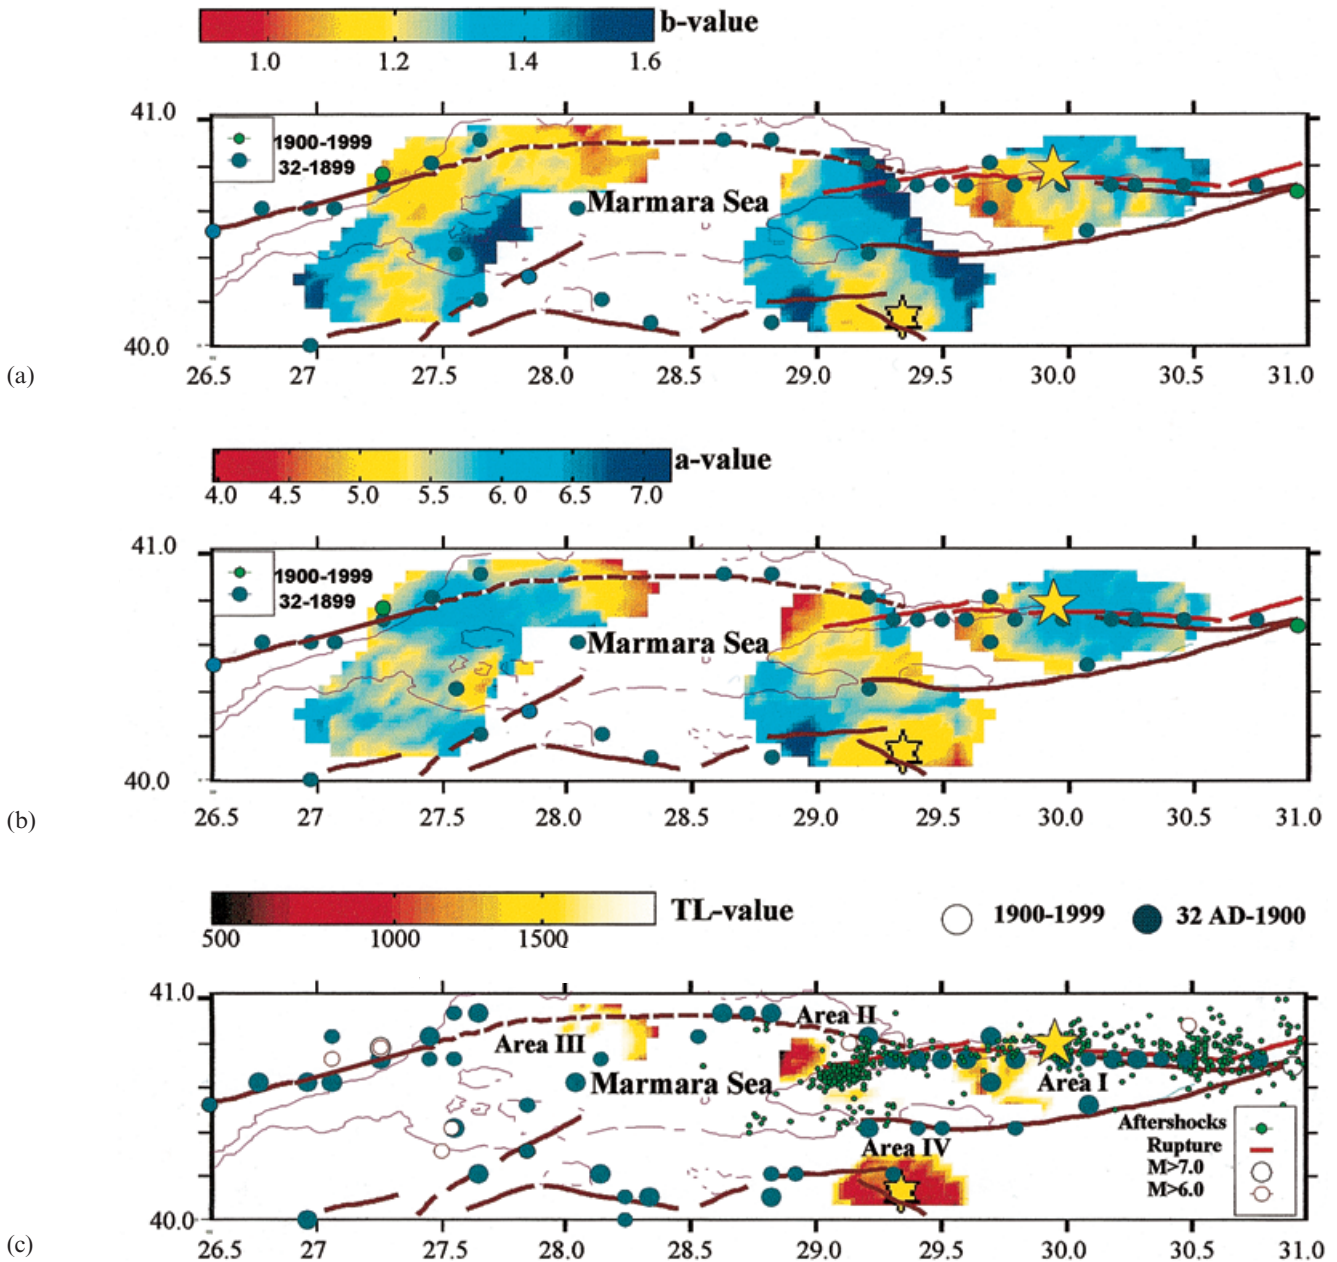 b-value
1.0 1.2 1.4 1.6
41.0
1900-1999
32-1899
Marmara Sea
40.0
(a)
26.5 27 27.5 28.0 28.5 29.0 29.5 30.0 30.5 31.0
a-value
4.0 4.5 5.0 5.5 6.0 6.5 7.0
41.0
1900-1999
32-1899
Marmara Sea
40.0
(b)
26.5 27 27.5 28.0 28.5 29.0 29.5 30.0 30.5 31.0
TL-value
500 1000 1500
1900-1999 32 AD-1900
41.0
Area II
Area III
Marmara Sea
Area I
Aftershocks
Rupture
Area IV
M>7.0
M>6.0
40.0
(c)
26.5 27 27.5 28.0 28.5 29.0 29.5 30.0 30.5 31.0